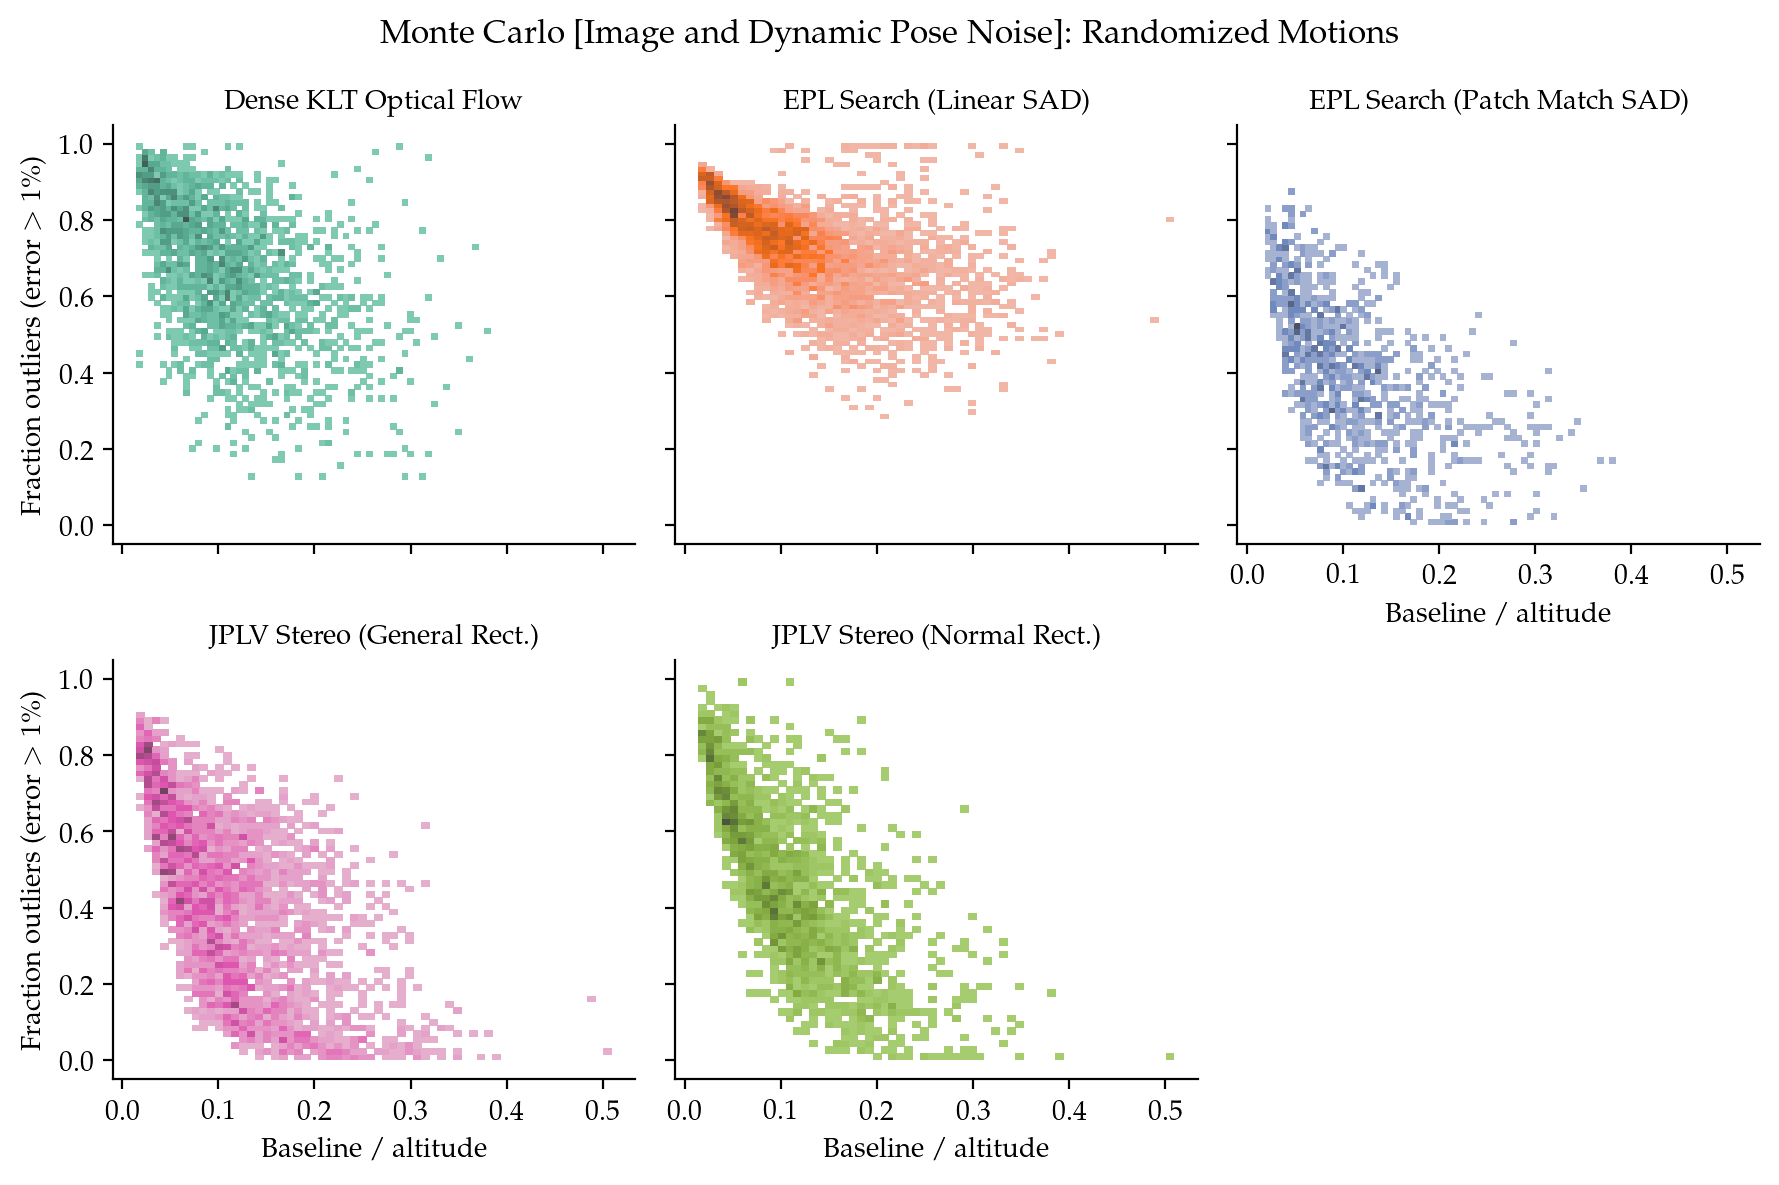 Monte Carlo [Image and Dynamic Pose Noise]: Randomized Motions
Dense KLT Optical Flow
EPL Search (Linear SAD)
EPL Search (Patch Match SAD)
Fraction outliers (error > 1%)
1.0
0.8
0.6
0.4
0.2
0.0
0.0 0.1 0.2 0.3 0.4 0.5
Baseline / altitude
JPLV Stereo (General Rect.)
JPLV Stereo (Normal Rect.)
Fraction outliers (error > 1%)
1.0
0.8
0.6
0.4
0.2
0.0
0.0 0.1 0.2 0.3 0.4 0.5
Baseline / altitude
0.0 0.1 0.2 0.3 0.4 0.5
Baseline / altitude